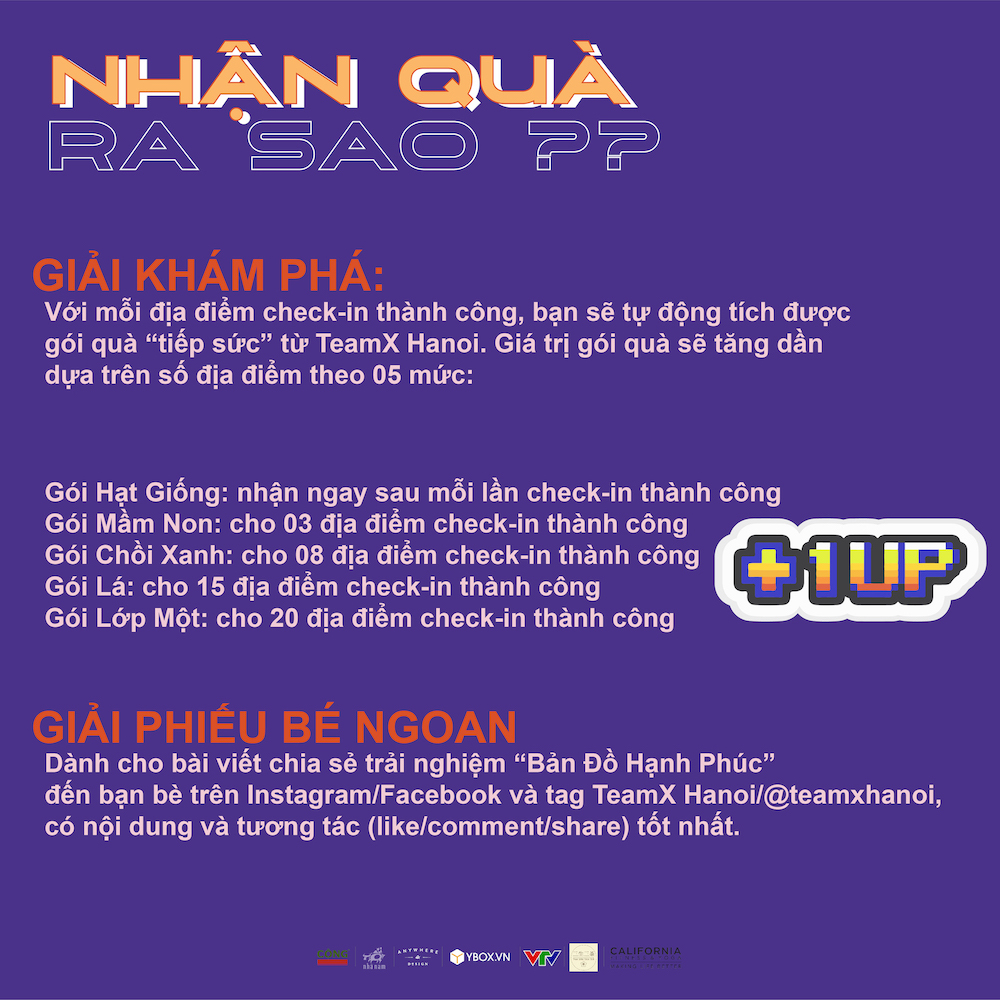 NHẬN QUÀ
RA SAO ??
GIẢI KHÁM PHÁ:
Với mỗi địa điểm check-in thành công, bạn sẽ tự động tích được
gói quà “tiếp sức” từ TeamX Hanoi. Giá trị gói quà sẽ tăng dần
dựa trên số địa điểm theo 05 mức:
Gói Hạt Giống: nhận ngay sau mỗi lần check-in thành công
Gói Mầm Non: cho 03 địa điểm check-in thành công
Gói Chồi Xanh: cho 08 địa điểm check-in thành công
Gói Lá: cho 15 địa điểm check-in thành công
Gói Lớp Một: cho 20 địa điểm check-in thành công
+1UP
GIẢI PHIẾU BÉ NGOAN
Dành cho bài viết chia sẻ trải nghiệm “Bản Đồ Hạnh Phúc”
đến bạn bè trên Instagram/Facebook và tag TeamX Hanoi/@teamxhanoi,
có nội dung và tương tác (like/comment/share) tốt nhất.
CỘNG
nhã nam
ANYWHERE
DESIGN
YBOX.VN
VTV
CALIFORNIA